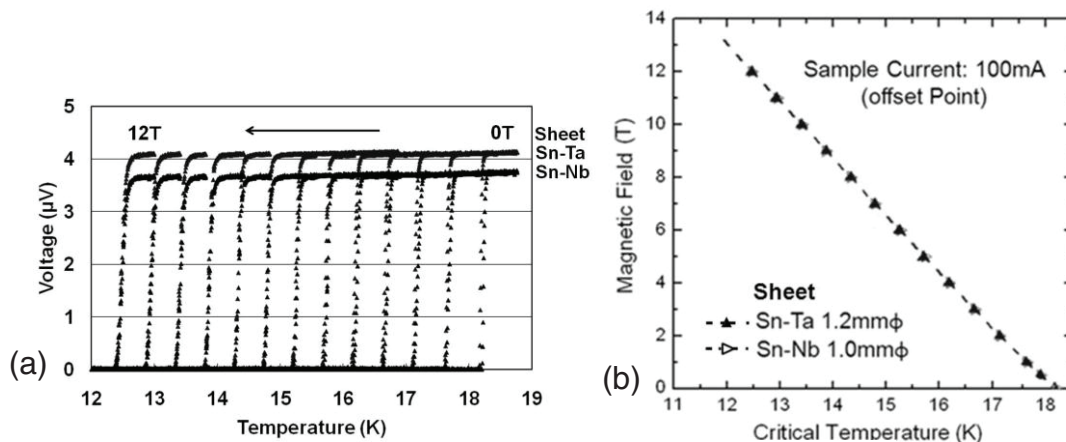 (a)
Voltage (µV)
5
4
3
2
1
0
12T
0T
Sheet
Sn-Ta
Sn-Nb
12 13 14 15 16 17 18 19
Temperature (K)
(b)
Magnetic Field (T)
14
12
10
8
6
4
2
0
Sample Current: 100mA
(offset Point)
Sheet
Sn-Ta 1.2mmϕ
Sn-Nb 1.0mmϕ
11 12 13 14 15 16 17 18
Critical Temperature (K)